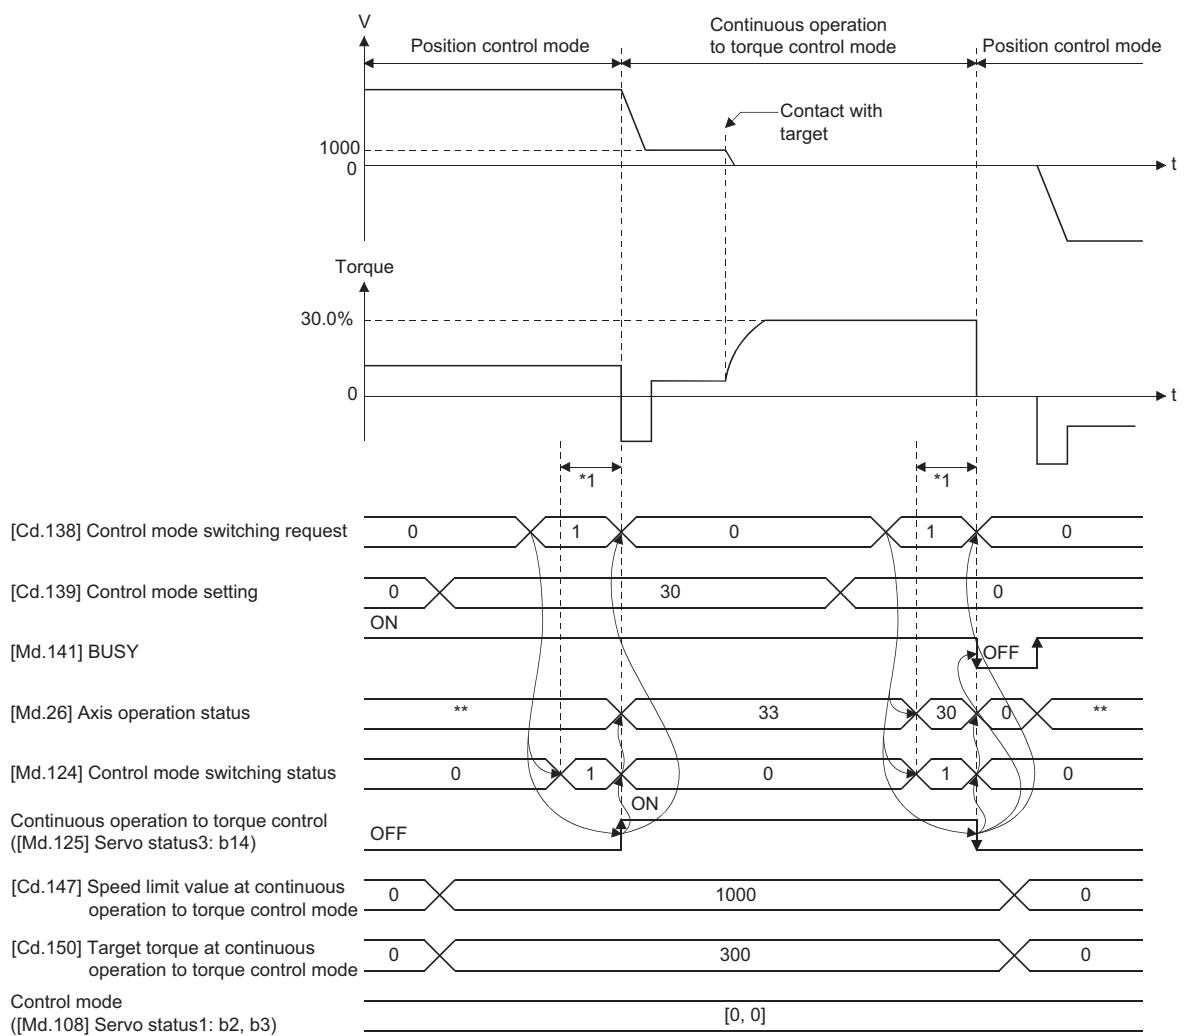 V
Position control mode
Continuous operation
to torque control mode
Position control mode
Contact with
target
1000
0
t
Torque
30.0%
0
t
*1
*1
[Cd.138] Control mode switching request
0
1
0
1
0
[Cd.139] Control mode setting
0
30
0
ON
[Md.141] BUSY
OFF
[Md.26] Axis operation status
**
33
30
0
**
[Md.124] Control mode switching status
0
1
0
1
0
ON
Continuous operation to torque control
([Md.125] Servo status3: b14)
OFF
[Cd.147] Speed limit value at continuous
operation to torque control mode
0
1000
0
[Cd.150] Target torque at continuous
operation to torque control mode
0
300
0
Control mode
([Md.108] Servo status1: b2, b3)
[0, 0]